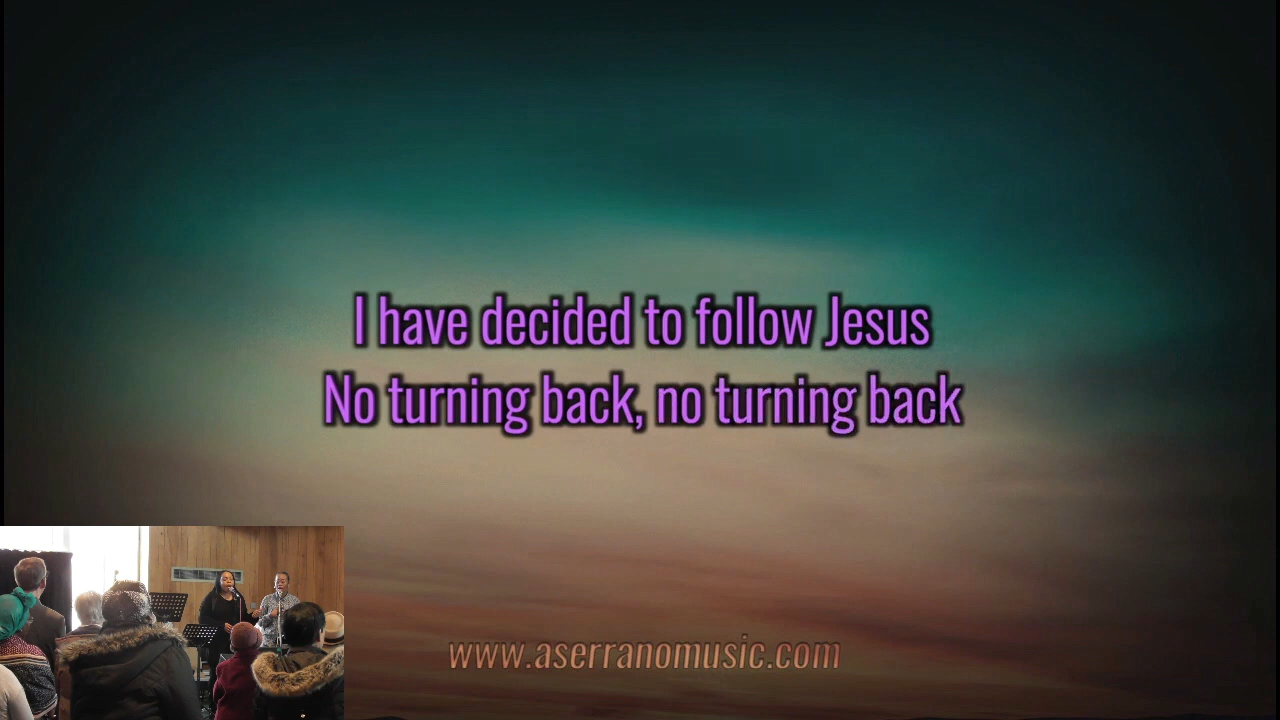 I have decided to follow Jesus
No turning back, no turning back
www.aserranomusic.com